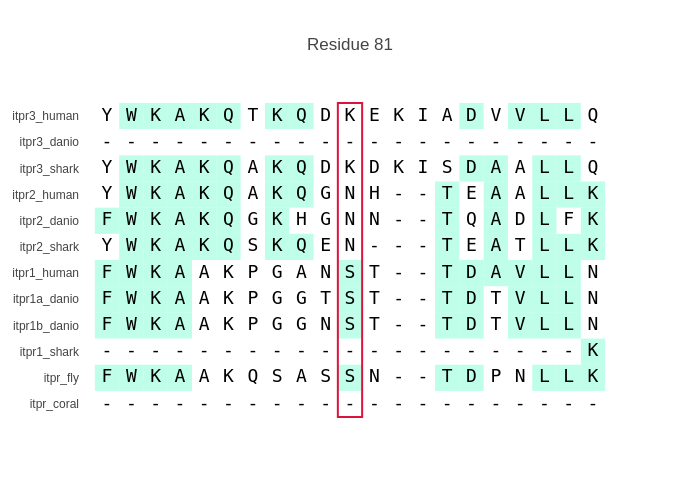 Residue 81
itpr3_human Y W K A K Q T K Q D K E K I A D V V L L Q
itpr3_danio - - - - - - - - - - - - - - - - - - - - -
itpr3_shark Y W K A K Q A K Q D K D K I S D A A L L Q
itpr2_human Y W K A K Q A K Q G N H - - T E A A L L K
itpr2_danio F W K A K Q G K H G N N - - T Q A D L F K
itpr2_shark Y W K A K Q S K Q E N - - - T E A T L L K
itpr1_human F W K A A K P G A N S T - - T D A V L L N
itpr1a_danio F W K A A K P G G T S T - - T D T V L L N
itpr1b_danio F W K A A K P G G N S T - - T D T V L L N
itpr1_shark - - - - - - - - - - - - - - - - - - - - K
itpr_fly F W K A A K Q S A S S N - - T D P N L L K
itpr_coral - - - - - - - - - - - - - - - - - - - - -